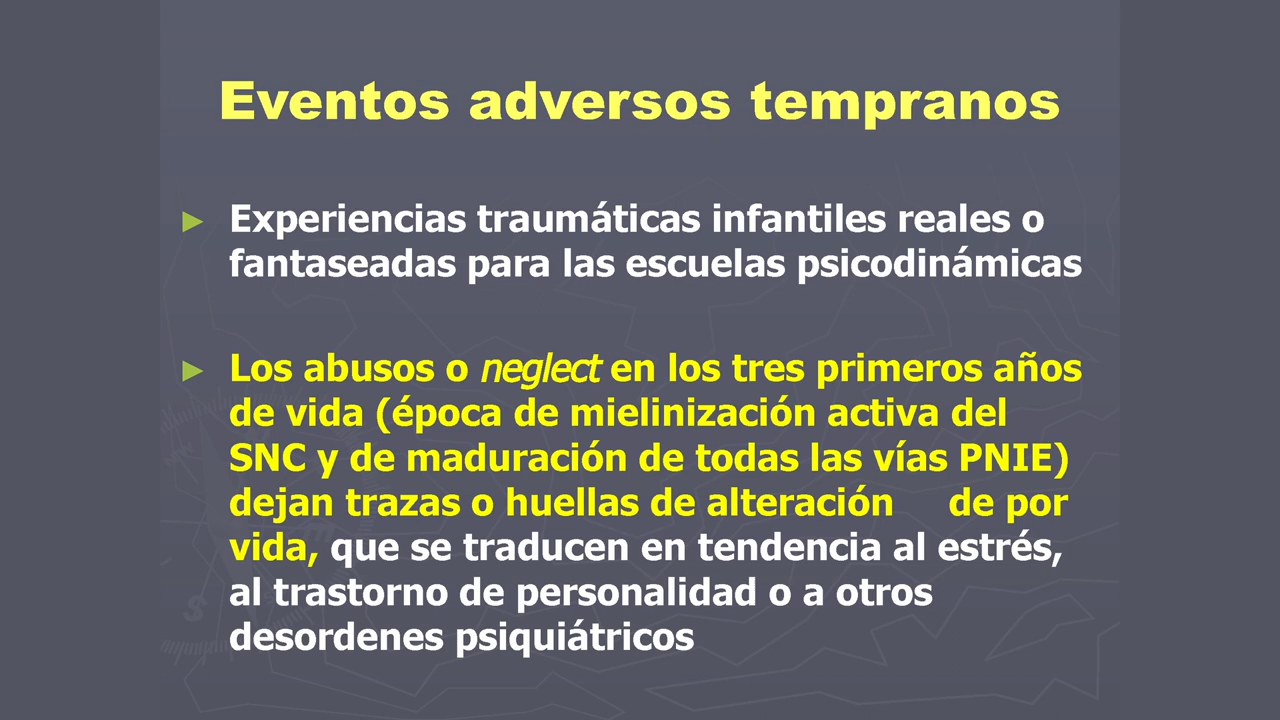 Eventos adversos tempranos
► Experiencias traumáticas infantiles reales o
fantaseadas para las escuelas psicodinámicas
► Los abusos o neglect en los tres primeros años
de vida (época de mielinización activa del
SNC y de maduración de todas las vías PNIE)
dejan trazas o huellas de alteración de por
vida, que se traducen en tendencia al estrés,
al trastorno de personalidad o a otros
desordenes psiquiátricos